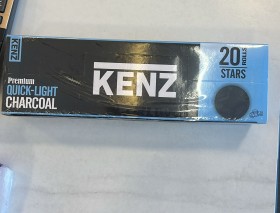 KENZ
Premium
QUICK-LIGHT
CHARCOAL
KENZ
20 ROLLS
STARS